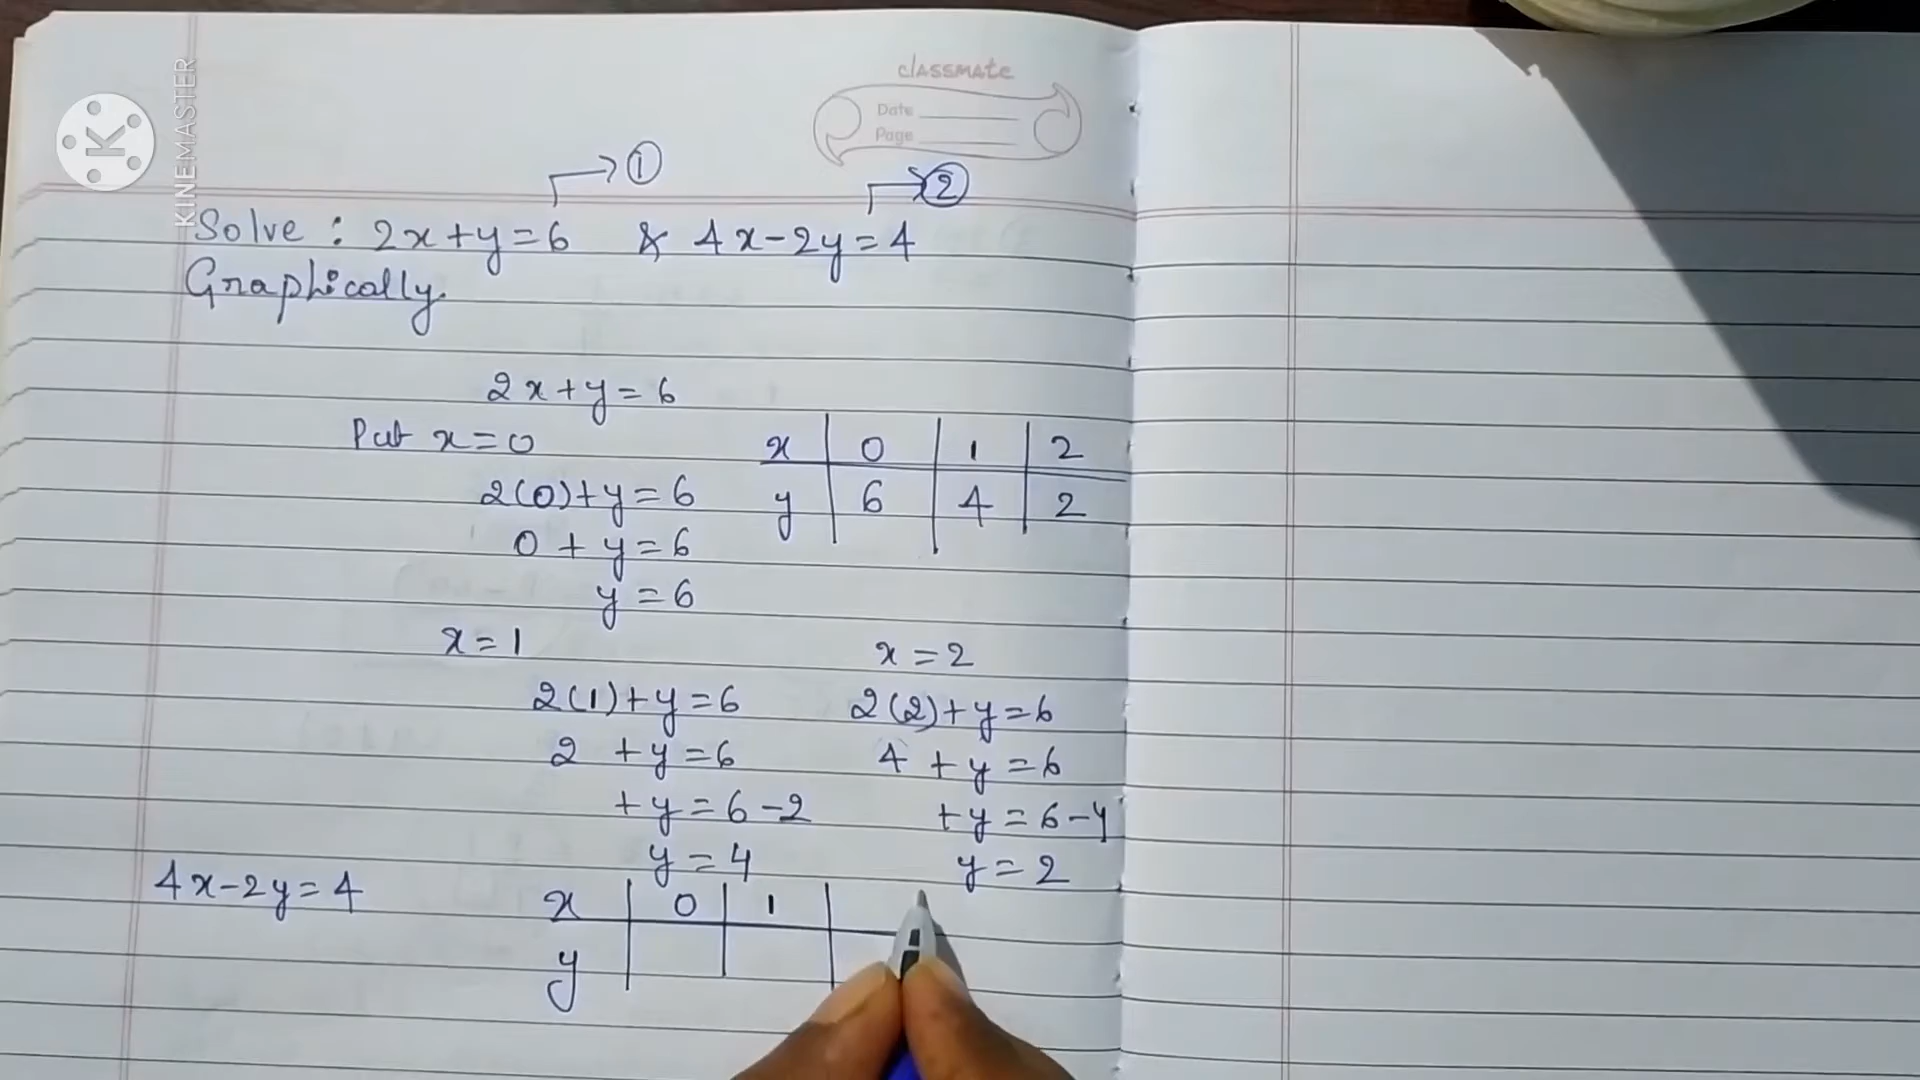 KINEMASTER
classmate
Date
Page
①
②
Solve : 2x+y=6 & 4x-2y=4
Graphically.
2x+y=6
Put x=0
x 0 1 2
2(0)+y=6
y 6 4 2
0+y=6
y=6
x=1
x=2
2(1)+y=6
2(2)+y=6
2 +y=6
4 +y=6
+y=6-2
+y=6-4
y=4
y=2
4x-2y=4
x 0 1
y